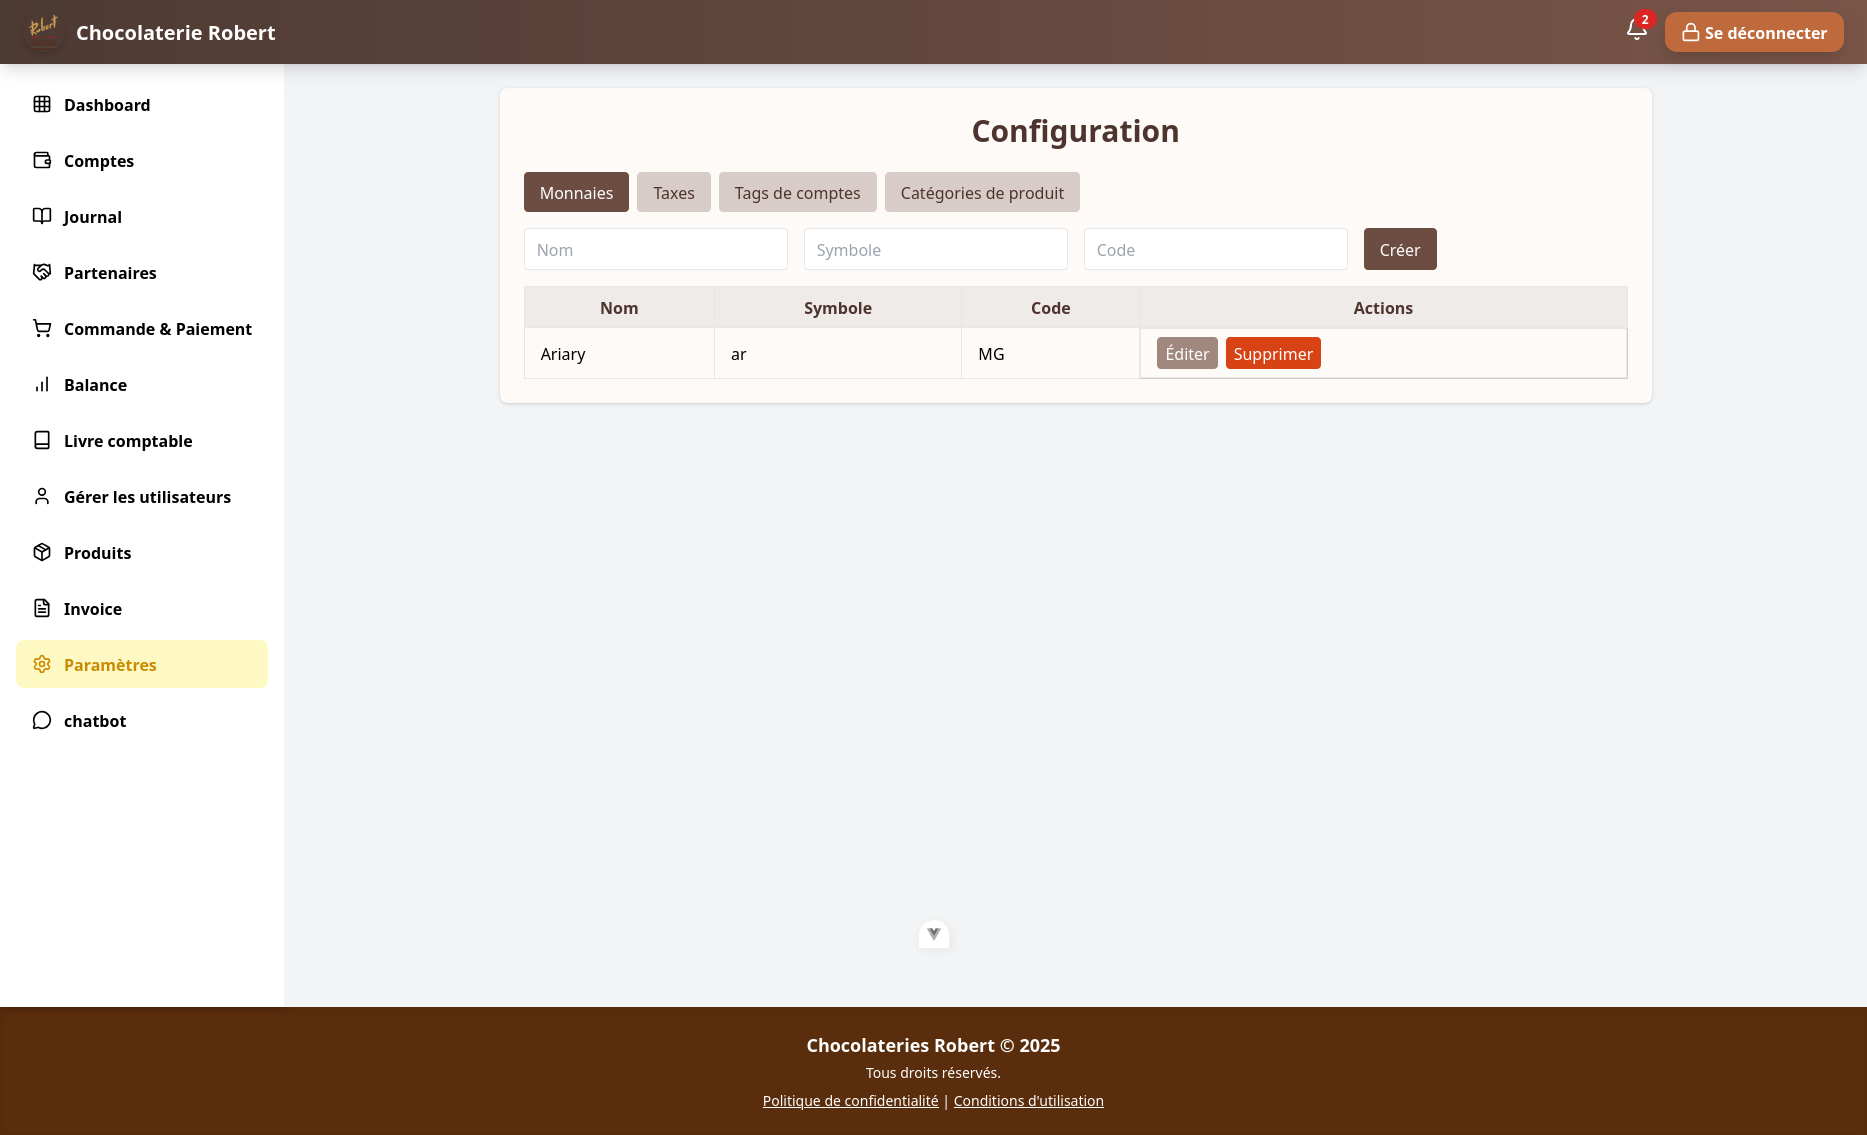 Robert
Chocolaterie Robert
2
Se déconnecter
Dashboard
Comptes
Journal
Partenaires
Commande & Paiement
Balance
Livre comptable
Gérer les utilisateurs
Produits
Invoice
Paramètres
chatbot
Configuration
Monnaies Taxes Tags de comptes Catégories de produit
Nom Symbole Code Créer
Nom Symbole Code Actions
Ariary ar MG Éditer Supprimer
Chocolateries Robert © 2025
Tous droits réservés.
Politique de confidentialité | Conditions d'utilisation